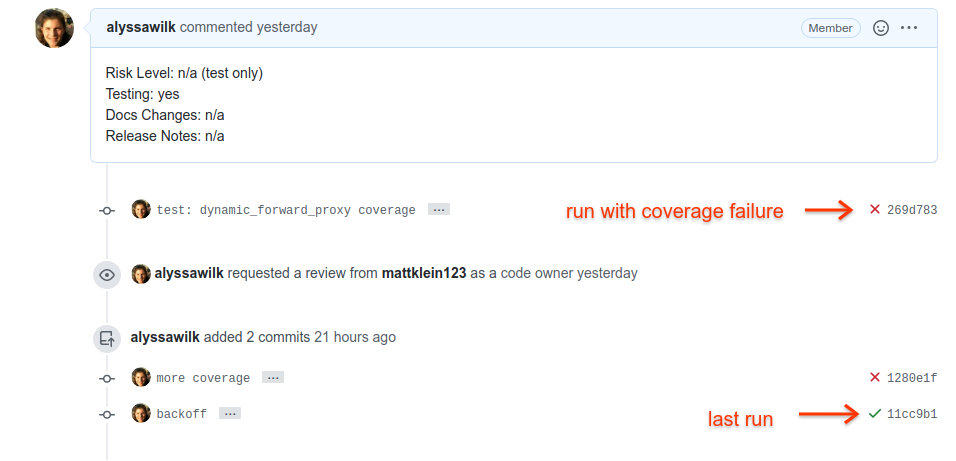 alyssawilk commented yesterday
Member
Risk Level: n/a (test only)
Testing: yes
Docs Changes: n/a
Release Notes: n/a
test: dynamic_forward_proxy coverage ...
run with coverage failure
269d783
alyssawilk requested a review from mattklein123 as a code owner yesterday
alyssawilk added 2 commits 21 hours ago
more coverage ...
1280e1f
backoff ...
last run
11cc9b1